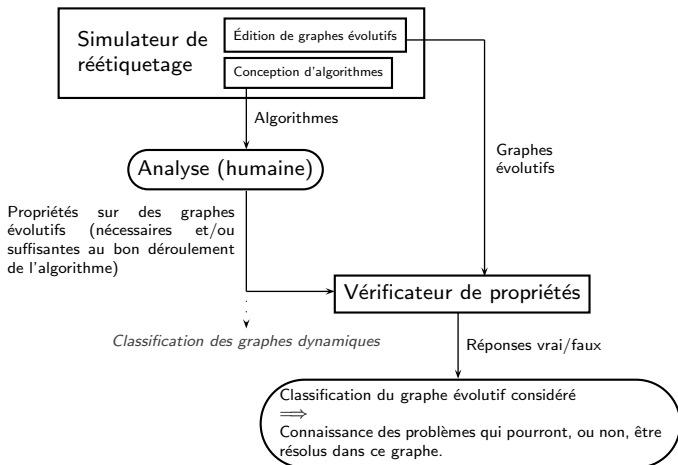 Simulateur de
réétiquetage
Édition de graphes évolutifs
Conception d'algorithmes
Algorithmes
Graphes
évolutifs
Analyse (humaine)
Propriétés sur des graphes
évolutifs (nécessaires et/ou
suffisantes au bon déroulement
de l'algorithme)
Vérificateur de propriétés
Classification des graphes dynamiques
Réponses vrai/faux
Classification du graphe évolutif considéré
⟹
Connaissance des problèmes qui pourront, ou non, être
résolus dans ce graphe.